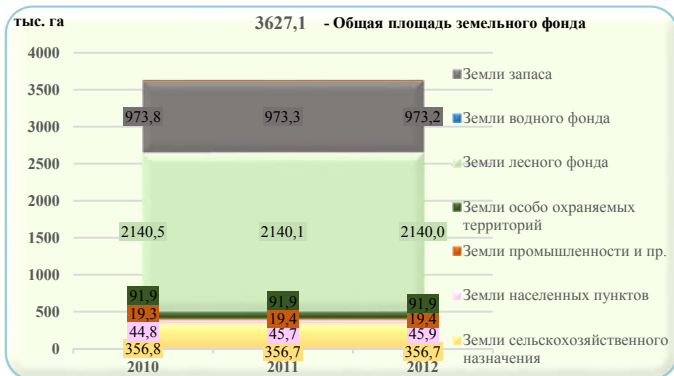 тыс. га
3627,1 - Общая площадь земельного фонда
4000
3500
3000
2500
2000
1500
1000
500
0
973,8 973,3 973,2
2140,5 2140,1 2140,0
91,9 91,9 91,9
19,3 19,4 19,4
44,8 45,7 45,9
356,8 356,7 356,7
2010 2011 2012
Земли запаса
Земли водного фонда
Земли лесного фонда
Земли особо охраняемых
территорий
Земли промышленности и пр.
Земли населенных пунктов
Земли сельскохозяйственного
назначения